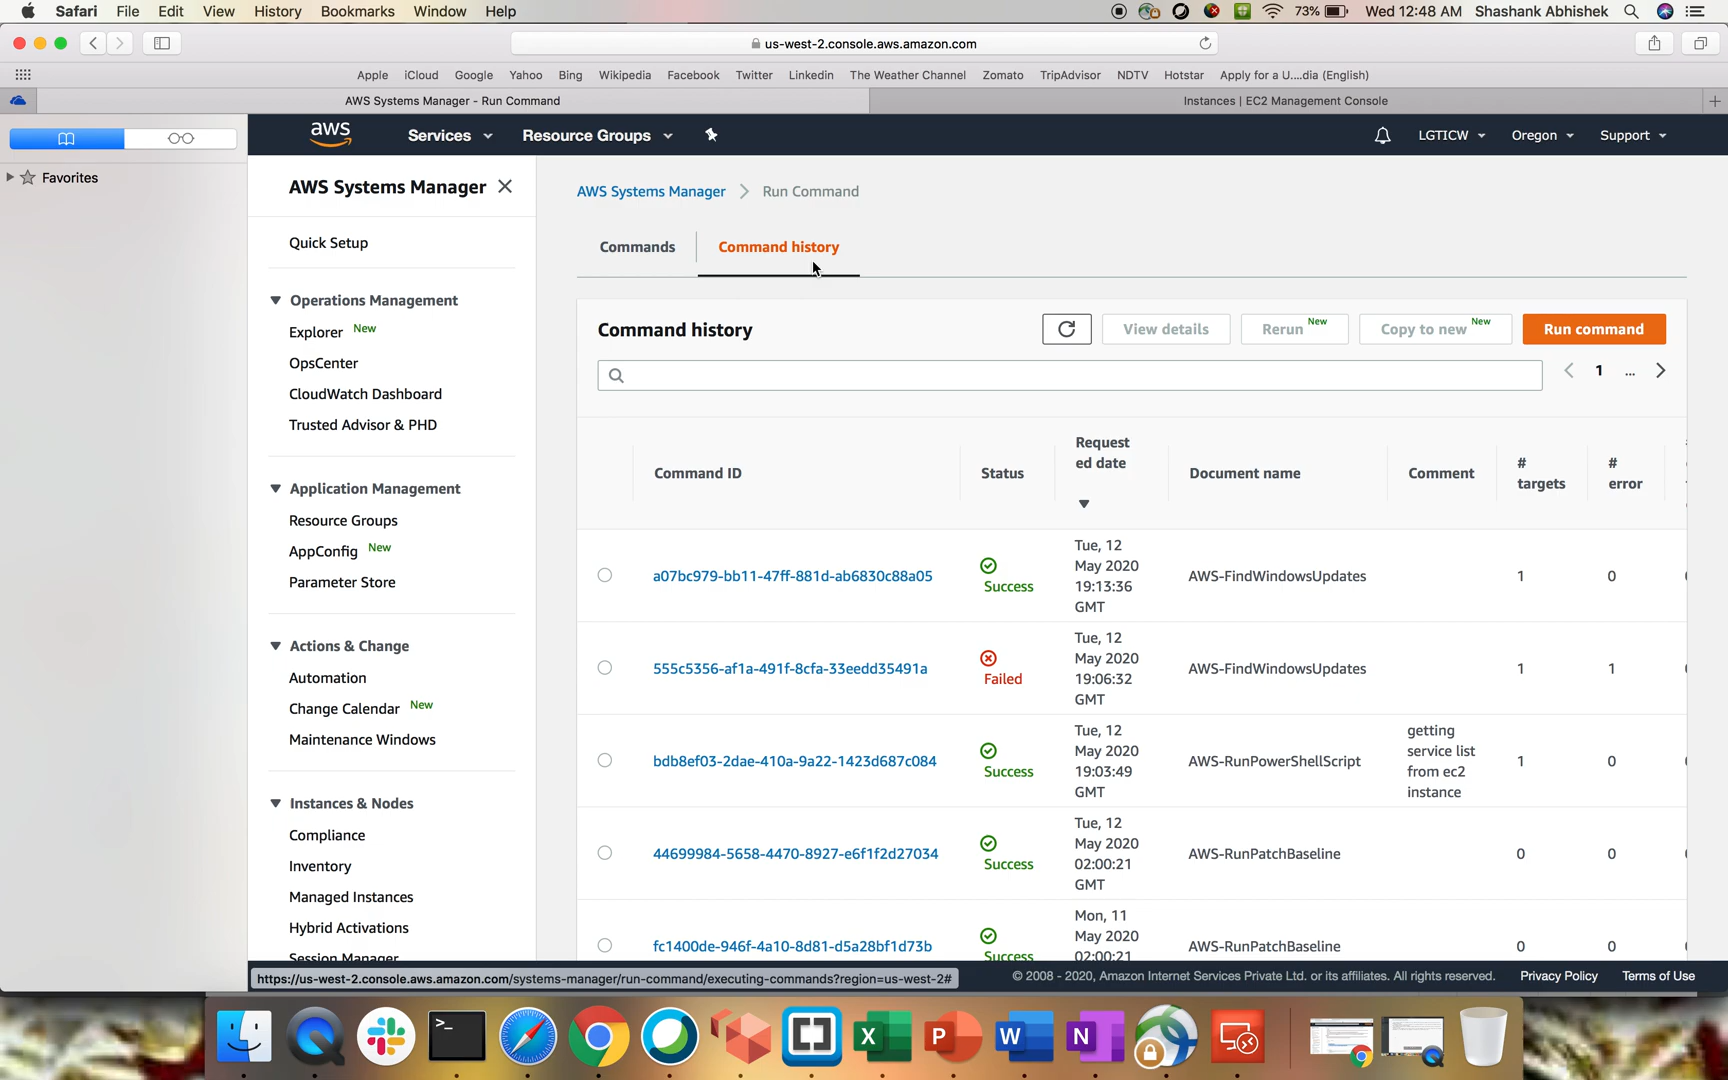 Safari File Edit View History Bookmarks Window Help 73% Wed 12:48 AM Shashank Abhishek
us-west-2.console.aws.amazon.com
Apple iCloud Google Yahoo Bing Wikipedia Facebook Twitter Linkedin The Weather Channel Zomato TripAdvisor NDTV Hotstar Apply for a U....dia (English)
AWS Systems Manager - Run Command
Instances | EC2 Management Console
Favorites
aws Services Resource Groups LGTICW Oregon Support
AWS Systems Manager
Quick Setup
Operations Management
Explorer New
OpsCenter
CloudWatch Dashboard
Trusted Advisor & PHD
Application Management
Resource Groups
AppConfig New
Parameter Store
Actions & Change
Automation
Change Calendar New
Maintenance Windows
Instances & Nodes
Compliance
Inventory
Managed Instances
Hybrid Activations
Session Manager
AWS Systems Manager > Run Command
Commands Command history
Command history
View details
Rerun New
Copy to new New
Run command
1 ...
Command ID
Status
Request
ed date
Document name
Comment
#
targets
#
error
a07bc979-bb11-47ff-881d-ab6830c88a05
Success
Tue, 12
May 2020
19:13:36
GMT
AWS-FindWindowsUpdates
1
0
555c5356-af1a-491f-8cfa-33eedd35491a
Failed
Tue, 12
May 2020
19:06:32
GMT
AWS-FindWindowsUpdates
1
1
bdb8ef03-2dae-410a-9a22-1423d687c084
Success
Tue, 12
May 2020
19:03:49
GMT
AWS-RunPowerShellScript
getting
service list
from ec2
instance
1
0
44699984-5658-4470-8927-e6f1f2d27034
Success
Tue, 12
May 2020
02:00:21
GMT
AWS-RunPatchBaseline
0
0
fc1400de-946f-4a10-8d81-d5a28bf1d73b
Success
Mon, 11
May 2020
02:00:21
AWS-RunPatchBaseline
0
0
https://us-west-2.console.aws.amazon.com/systems-manager/run-command/executing-commands?region=us-west-2#
© 2008 - 2020, Amazon Internet Services Private Ltd. or its affiliates. All rights reserved. Privacy Policy Terms of Use